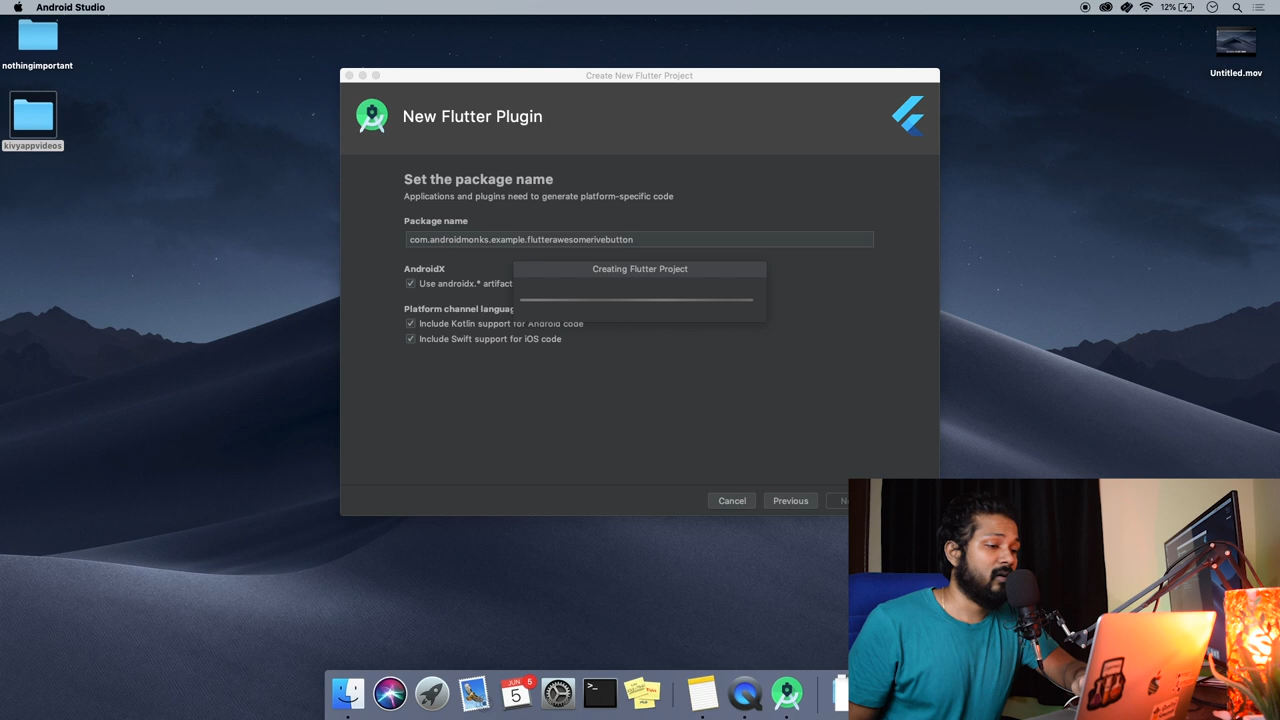 Android Studio
12%
nothingimportant
kivyappvideos
Untitled.mov
Create New Flutter Project
New Flutter Plugin
Set the package name
Applications and plugins need to generate platform-specific code
Package name
com.androidmonks.example.flutterawesomerivebutton
AndroidX
Use androidx.* artifact
Creating Flutter Project
Platform channel languag
Include Kotlin support for Android code
Include Swift support for iOS code
Cancel
Previous
JUN
5
5
>_